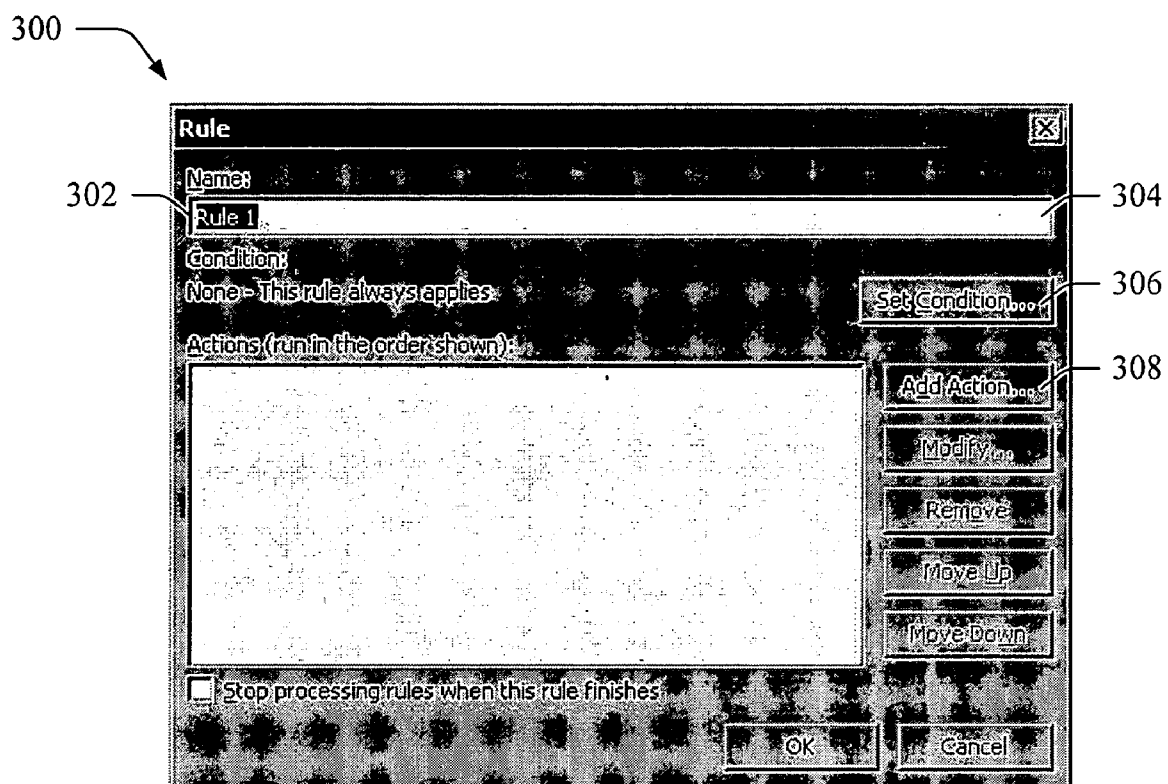 300
Rule
Name:
302
Rule 1
304
Condition:
None - This rule always applies
Set Condition...
306
Actions (run in the order shown):
Add Action...
308
Modify...
Remove
Move Up
Move Down
Stop processing rules when this rule finishes
OK
Cancel